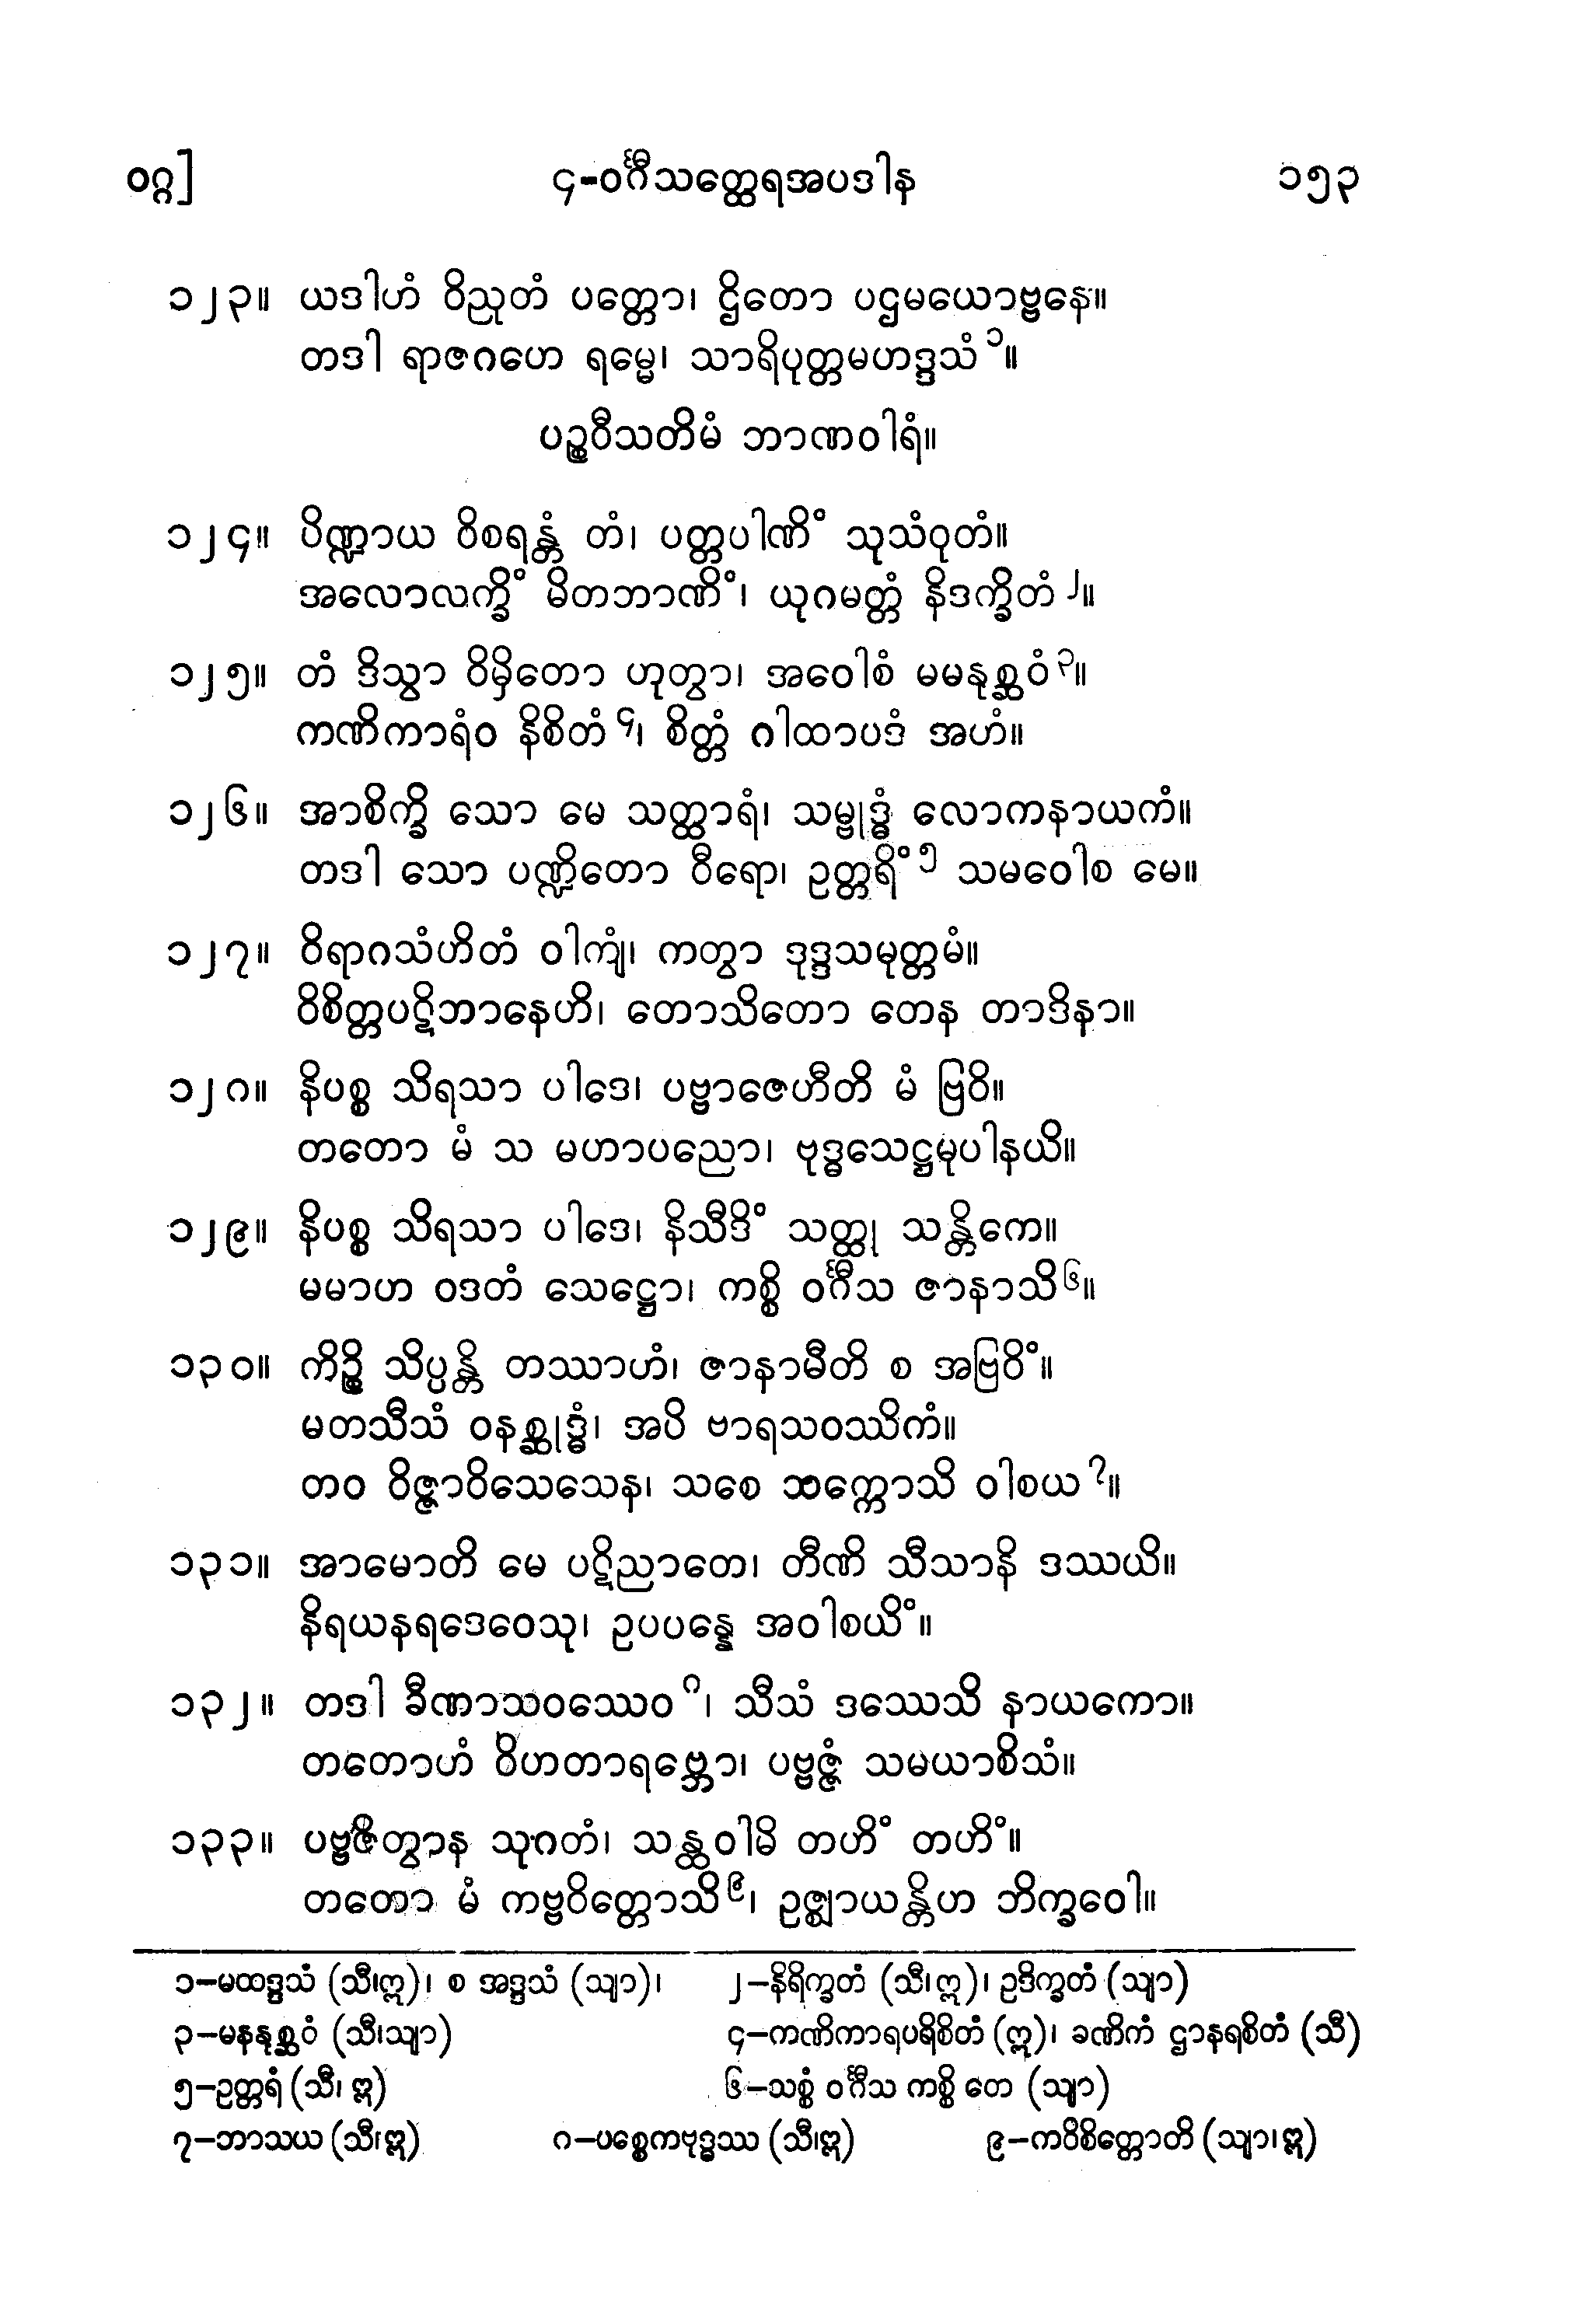 ဝဂ္ဂ]	၄-ဝင်္ဂီသတ္ထေရအပဒါန	၁၅၃
၁၂၃။ ယဒါဟံ ဝိညုတံ ပတ္တော၊ ဌိတော ပဌမယောဗ္ဗနေ။
တဒါ ရာဇဂဟေ ရမ္မေ၊ သာရိပုတ္တမဟဒ္ဒသံ ၁။
ပဉ္စဝီသတိမံ ဘာဏဝါရံ။
၁၂၄။ ပိဏ္ဍာယ ဝိစရန္တံ တံ၊ ပတ္တပါဏိံ သုသံဝုတံ။
အလောလက္ခိံ မိတဘာဏိံ၊ ယုဂမတ္တံ နိဒက္ခိတံ ၂။
၁၂၅။ တံ ဒိသွာ ဝိမှိတော ဟုတွာ၊ အဝေါစံ မမနုစ္ဆဝံ ၃။
ကဏိကာရံဝ နိစိတံ ၄၊ စိတ္တံ ဂါထာပဒံ အဟံ။
၁၂၆။ အာစိက္ခိ သော မေ သတ္ထာရံ၊ သမ္ဗုဒ္ဓံ လောကနာယကံ။
တဒါ သော ပဏ္ဍိတော ဝီရော၊ ဥတ္တရိံ ၅ သမဝေါစ မေ။
၁၂၇။ ဝိရာဂသံဟိတံ ဝါကျံ၊ ကတွာ ဒုဒ္ဒသမုတ္တမံ။
ဝိစိတ္တပဋိဘာနေဟိ၊ တောသိတော တေန တာဒိနာ။
၁၂၈။ နိပစ္စ သိရသာ ပါဒေ၊ ပဗ္ဗာဇေဟီတိ မံ ဗြဝိ။
တတော မံ သ မဟာပညော၊ ဗုဒ္ဓသေဋ္ဌမုပါနယိ။
၁၂၉။ နိပစ္စ သိရသာ ပါဒေ၊ နိသီဒိံ သတ္ထု သန္တိကေ။
မမာဟ ဝဒတံ သေဋ္ဌော၊ ကစ္စိ ဝင်္ဂီသ ဇာနာသိ ၆။
၁၃၀။ ကိဉ္စိ သိပ္ပန္တိ တဿာဟံ၊ ဇာနာမီတိ စ အဗြဝိံ။
မတသီသံ ဝနစ္ဆုဒ္ဓံ၊ အပိ ဗာရသဝဿိကံ။
တဝ ဝိဇ္ဇာဝိသေသေန၊ သစေ သက္ကောသိ ဝါစယ ၇။
၁၃၁။ အာမောတိ မေ ပဋိညာတေ၊ တီဏိ သီသာနိ ဒဿယိ။
နိရယနရဒေဝေသု၊ ဥပပန္နေ အဝါစယိံ။
၁၃၂။ တဒါ ခီဏာသဝဿေဝ ၈၊ သီသံ ဒဿေသိ နာယကော။
တတောဟံ ဝိဟတာရဗ္ဘော၊ ပဗ္ဗဇ္ဇံ သမယာစိသံ။
၁၃၃။ ပဗ္ဗဇိတွာန သုဂတံ၊ သန္ထဝါမိ တဟိံ တဟိံ။
တတော မံ ကဗ္ဗဝိတ္တောသိ ၉၊ ဥဇ္ဈာယန္တိဟ ဘိက္ခဝေါ။
၁–မထဒ္ဒသံ (သီ၊ဣ)၊ စ အဒ္ဒသံ (သျာ)၊	၂–နိရိက္ခတံ (သီ၊ဣ)၊ ဥဒိက္ခတံ (သျာ)
၃–မနနုစ္ဆဝံ (သီ၊သျာ)	၄–ကဏိကာရပရိစိတံ (ဣ)၊ ခဏိကံ ဌာနရစိတံ (သီ)
၅–ဥတ္တရံ (သီ၊ ဣ)	၆–သစ္စံ ဝင်္ဂီသ ကစ္စိ တေ (သျာ)
၇–ဘာသယ (သီ၊ဣ)	၈–ပစ္စေကဗုဒ္ဓဿ (သီ၊ဣ)	၉–ကဝိစိတ္တောတိ (သျာ၊ ဣ)